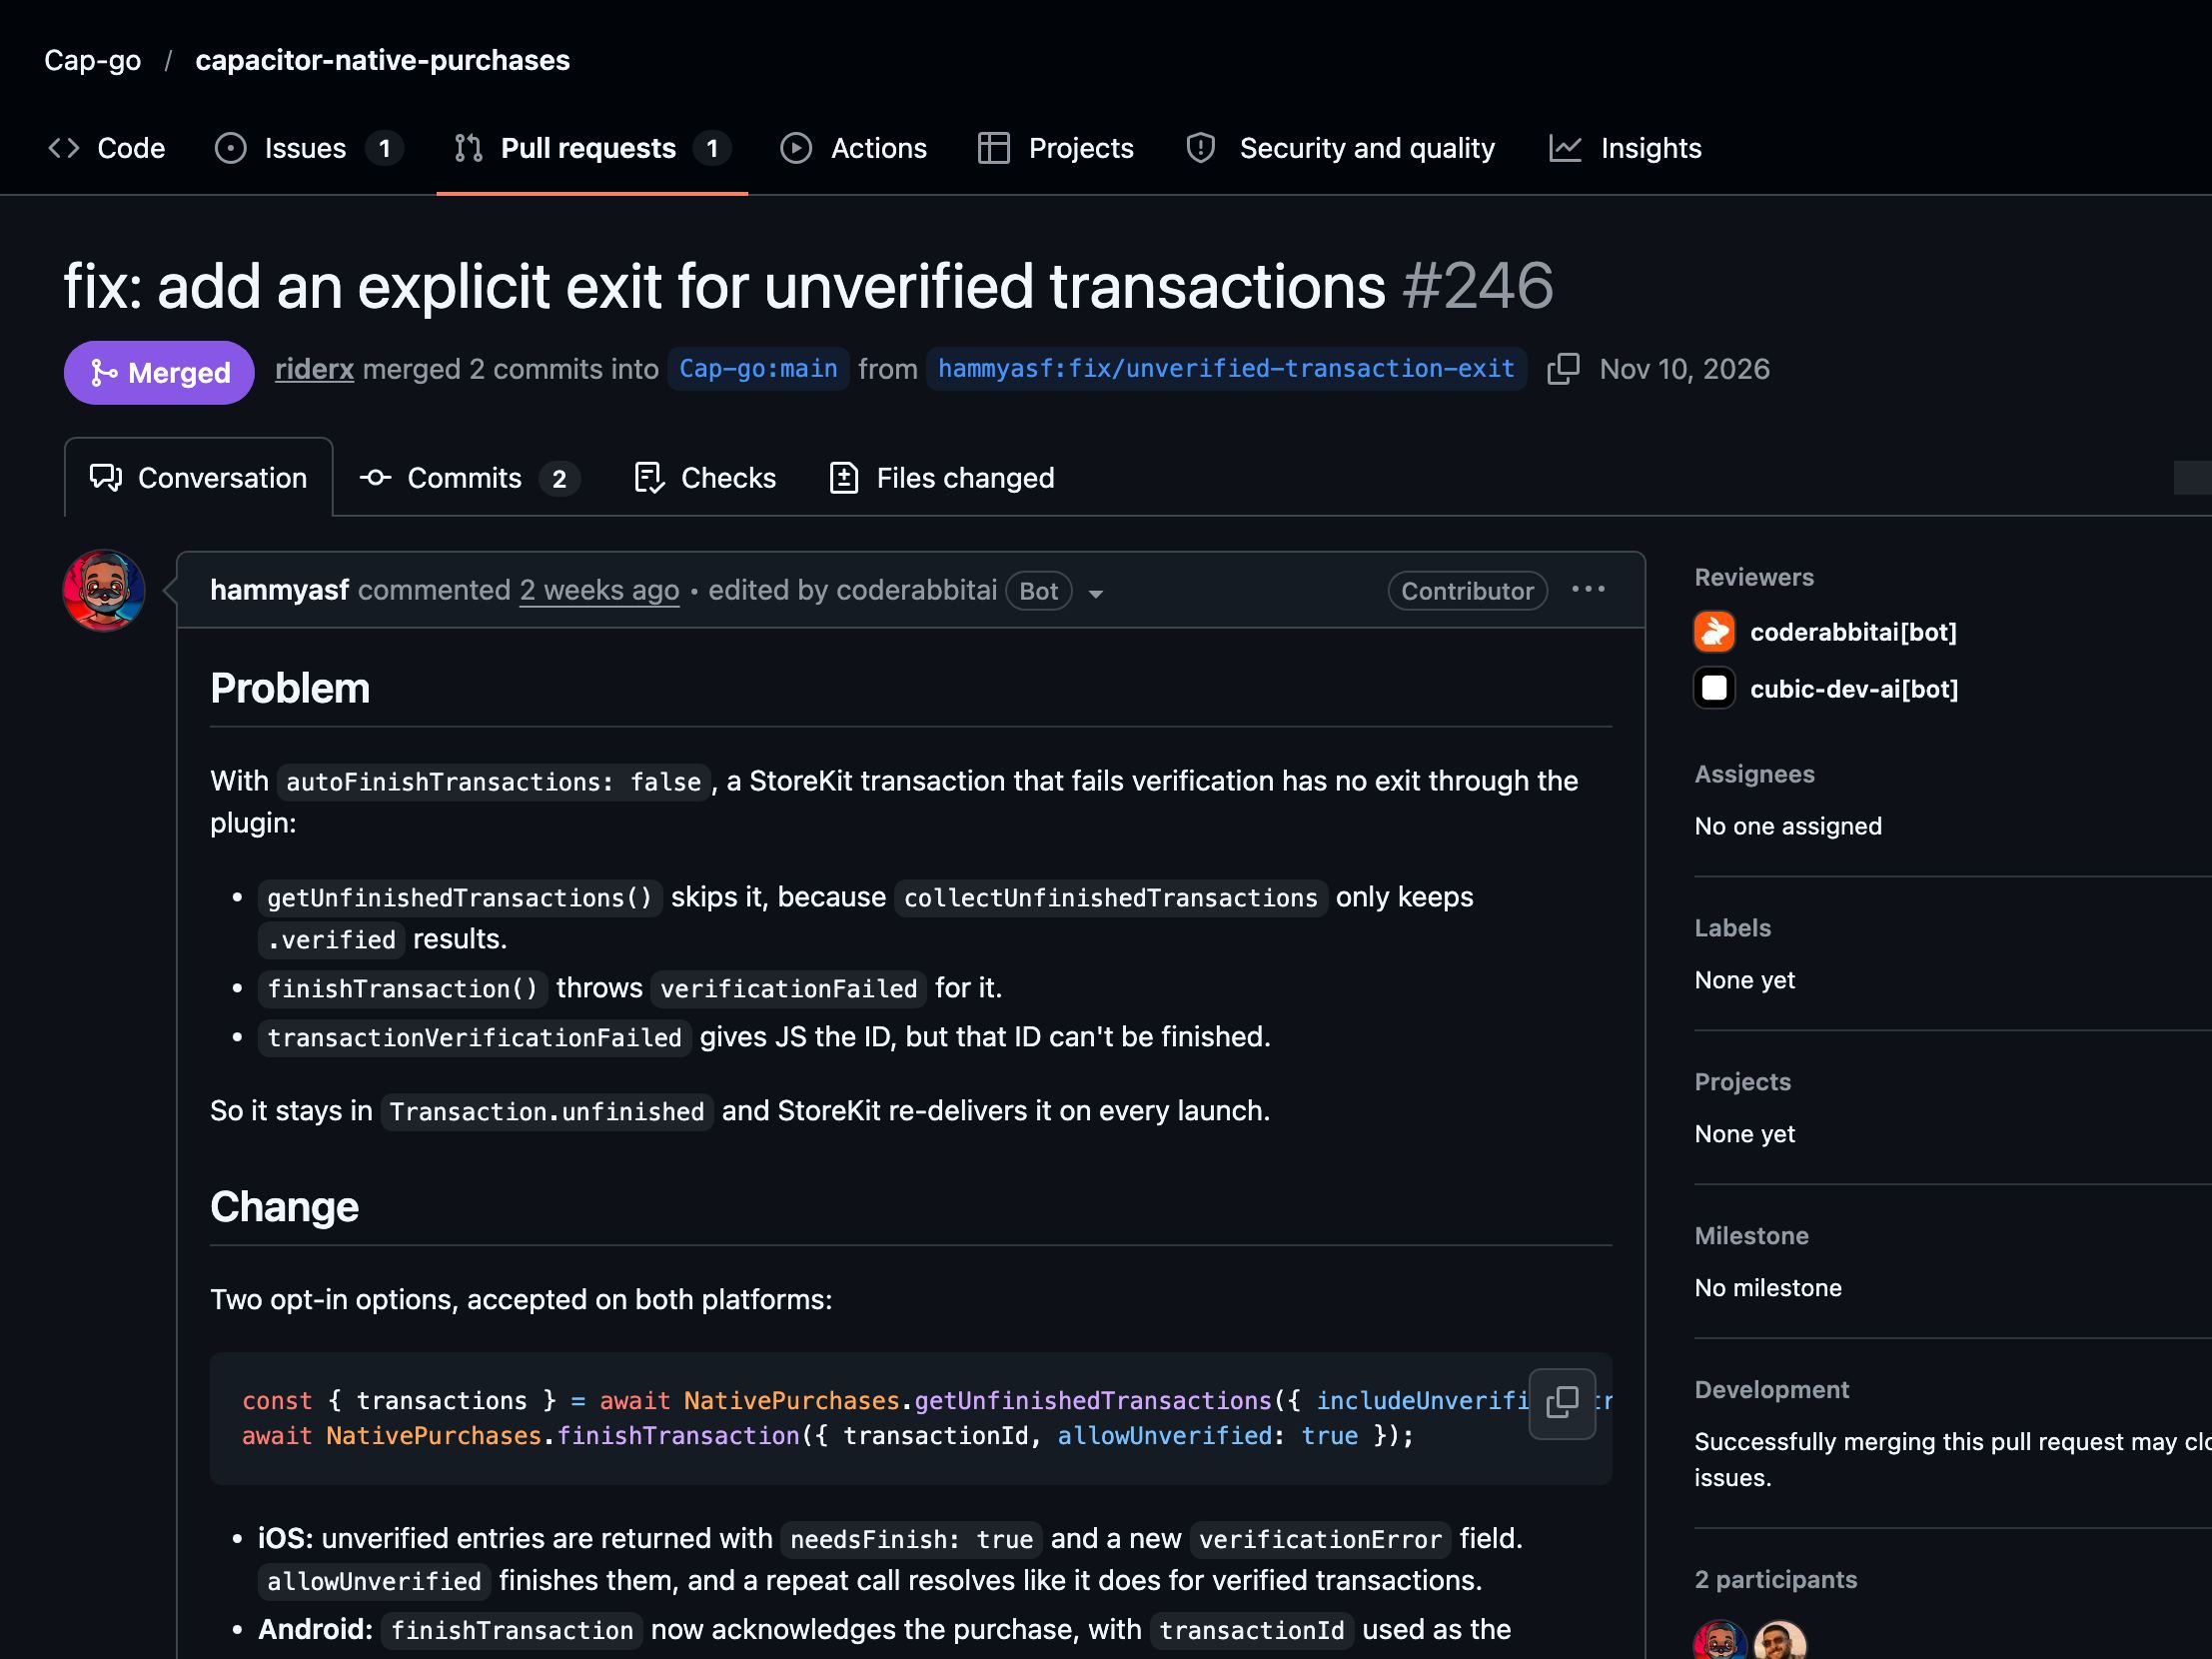 Cap-go / capacitor-native-purchases
Code Issues 1 Pull requests 1 Actions Projects Security and quality Insights
fix: add an explicit exit for unverified transactions #246
Merged riderx merged 2 commits into Cap-go:main from hammyasf:fix/unverified-transaction-exit Nov 10, 2026
Conversation Commits 2 Checks Files changed
hammyasf commented 2 weeks ago • edited by coderabbitai Bot Contributor
Problem
With autoFinishTransactions: false, a StoreKit transaction that fails verification has no exit through the
plugin:
• getUnfinishedTransactions() skips it, because collectUnfinishedTransactions only keeps
.verified results.
• finishTransaction() throws verificationFailed for it.
• transactionVerificationFailed gives JS the ID, but that ID can't be finished.
So it stays in Transaction.unfinished and StoreKit re-delivers it on every launch.
Change
Two opt-in options, accepted on both platforms:
const { transactions } = await NativePurchases.getUnfinishedTransactions({ includeUnverifi
await NativePurchases.finishTransaction({ transactionId, allowUnverified: true });
• iOS: unverified entries are returned with needsFinish: true and a new verificationError field.
allowUnverified finishes them, and a repeat call resolves like it does for verified transactions.
• Android: finishTransaction now acknowledges the purchase, with transactionId used as the
Reviewers
coderabbitai[bot]
cubic-dev-ai[bot]
Assignees
No one assigned
Labels
None yet
Projects
None yet
Milestone
No milestone
Development
Successfully merging this pull request may clo
issues.
2 participants